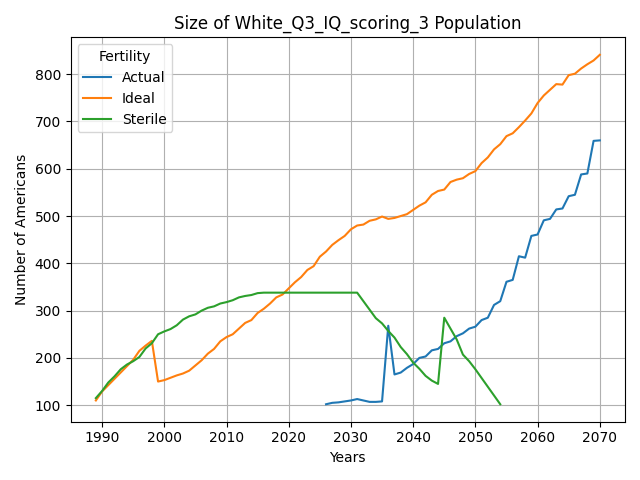 Size of White_Q3_IQ_scoring_3 Population
Fertility
Actual
Ideal
Sterile
Number of Americans
800
700
600
500
400
300
200
100
1990 2000 2010 2020 2030 2040 2050 2060 2070
Years